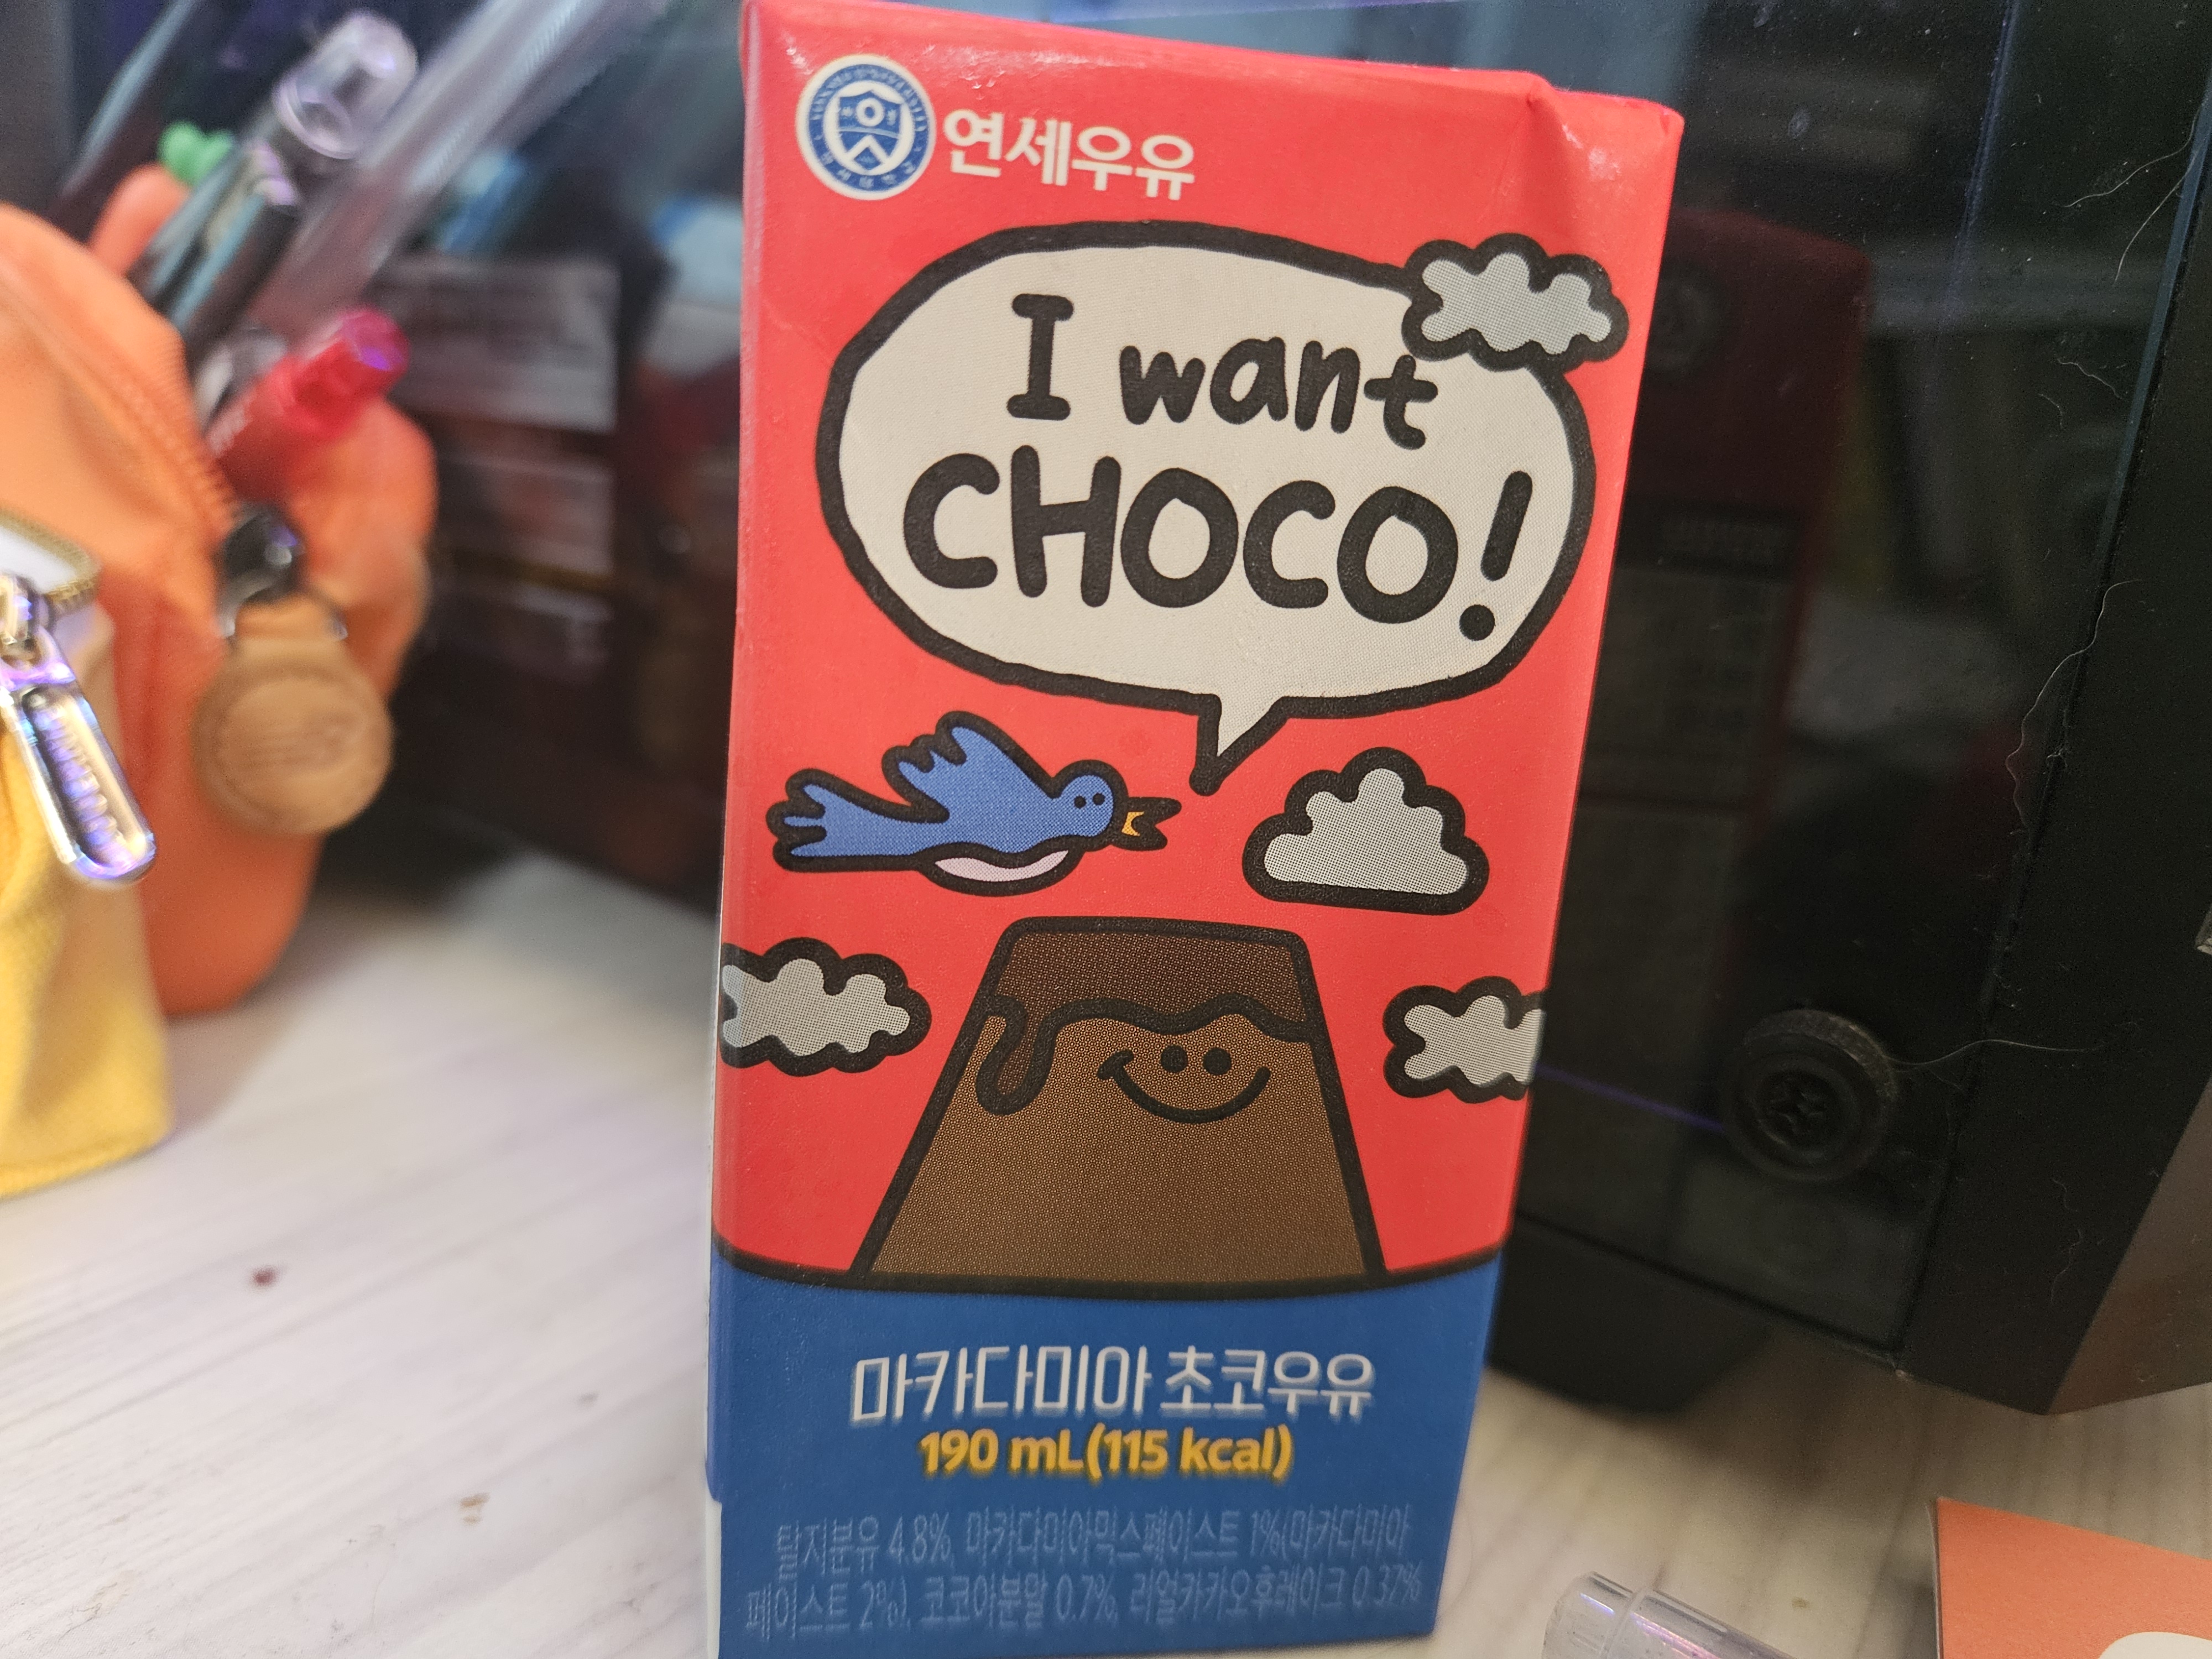 연세우유
I want
CHOCO!
마카다미아 초코우유
190 mL(115 kcal)
탈지분유 4.8%, 마카다미아믹스페이스트 1%(마카다미아
페이스트 2%), 코코아분말 0.7%, 리얼카카오후레이크 0.37%